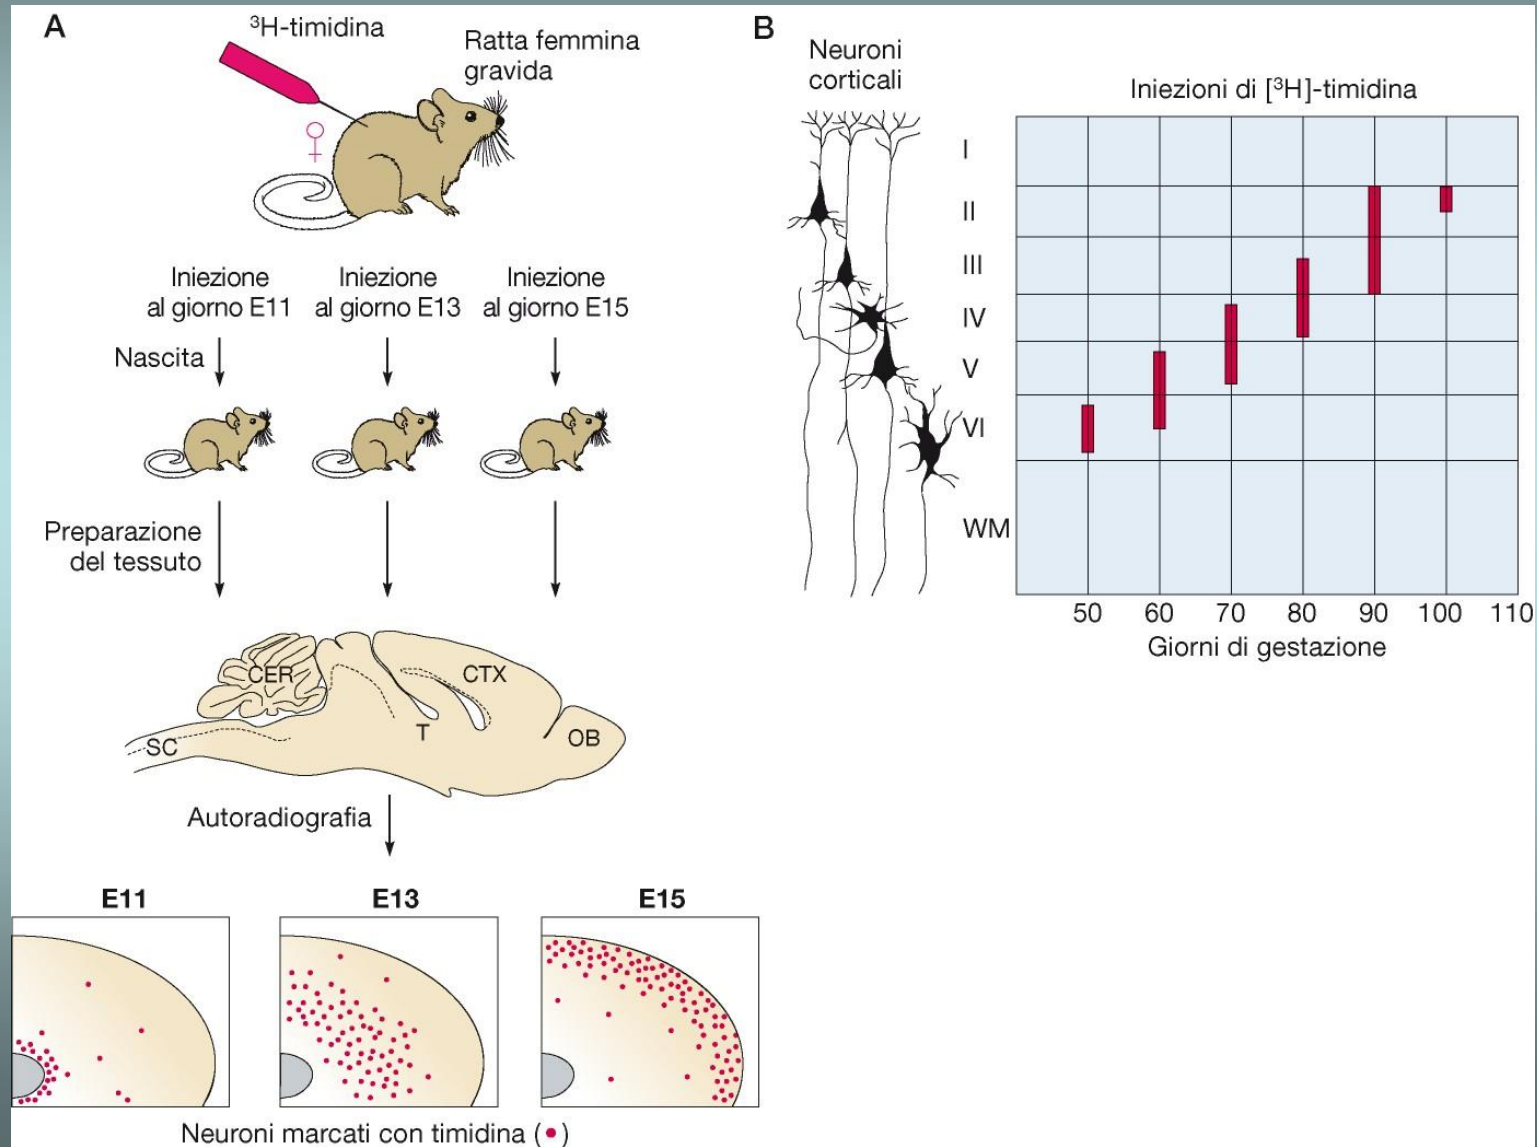 A
³H-timidina
Ratta femmina
gravida
♀
Iniezione
al giorno E11
Iniezione
al giorno E13
Iniezione
al giorno E15
Nascita
Preparazione
del tessuto
CER
CTX
T
SC
OB
Autoradiografia
E11
E13
E15
Neuroni marcati con timidina (•)
B
Neuroni
corticali
Iniezioni di [³H]-timidina
I
II
III
IV
V
VI
WM
50 60 70 80 90 100 110
Giorni di gestazione